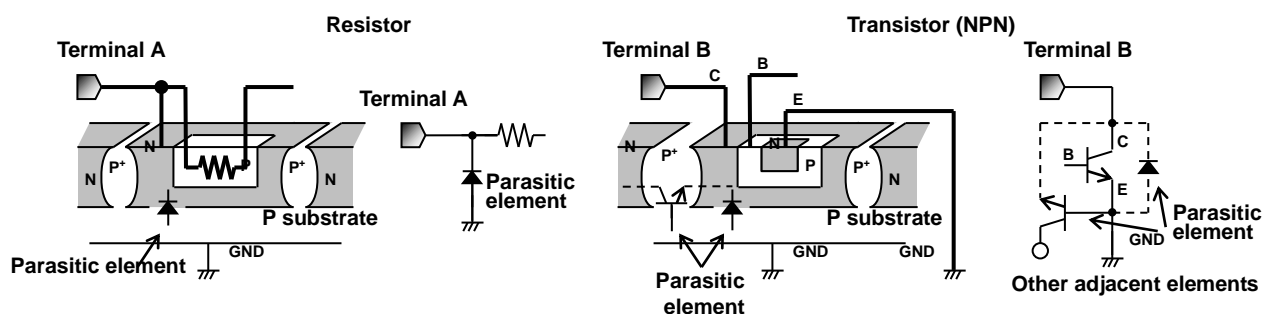 Resistor
Terminal A
Terminal A
N
P
N
P+
P+
N
P substrate
GND
Parasitic element
Parasitic
element
Transistor (NPN)
Terminal B
C
B
E
N
P+
N
N
P
P+
N
P substrate
GND
GND
Parasitic
element
Terminal B
C
B
E
GND
Parasitic
element
Other adjacent elements